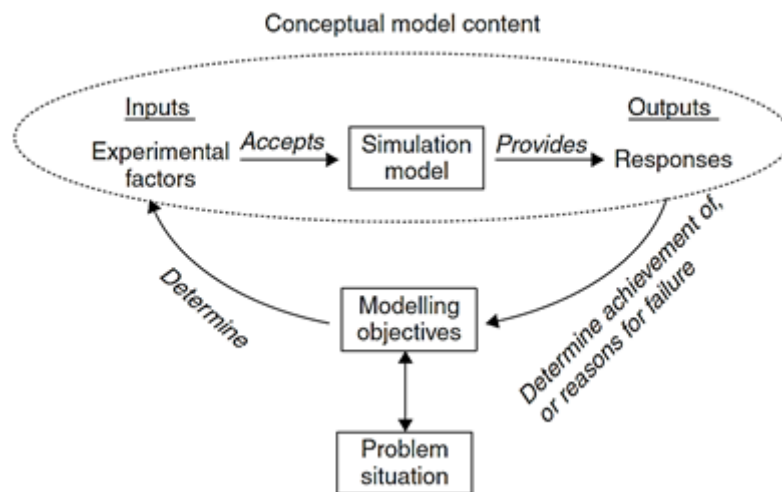 Conceptual model content
Inputs
Outputs
Experimental
factors
Accepts
Simulation
model
Provides
Responses
Determine
Modelling
objectives
Determine achievement of,
or reasons for failure
Problem
situation